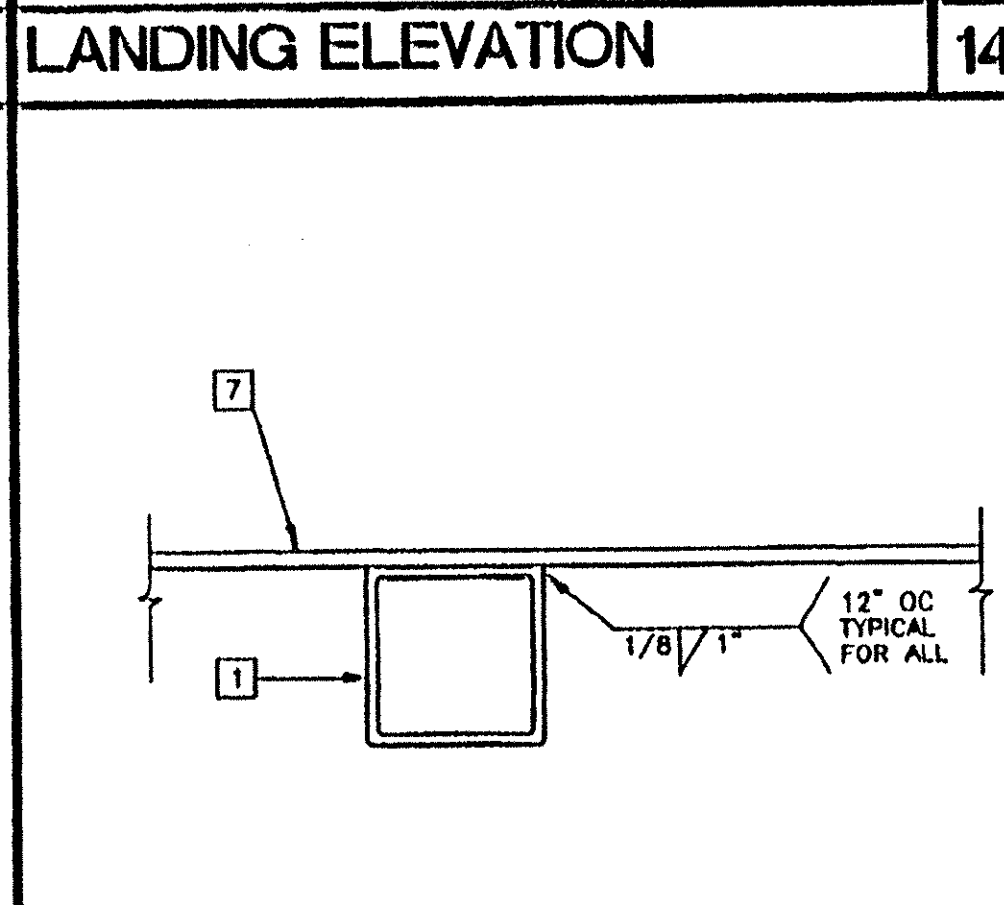 LANDING ELEVATION
14
7
12" OC
TYPICAL
FOR ALL
1/8 1"
1